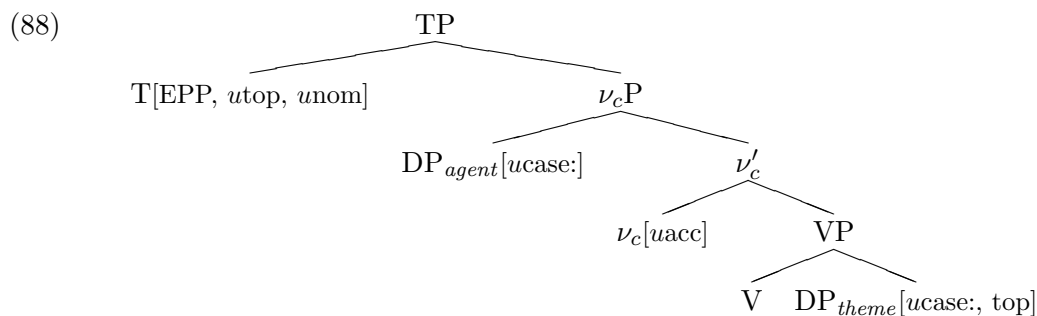 (88) TP
T[EPP, utop, unom] ν_cP
DP_agent[ucase:] ν′_c
ν_c[uacc] VP
V DP_theme[ucase:, top]